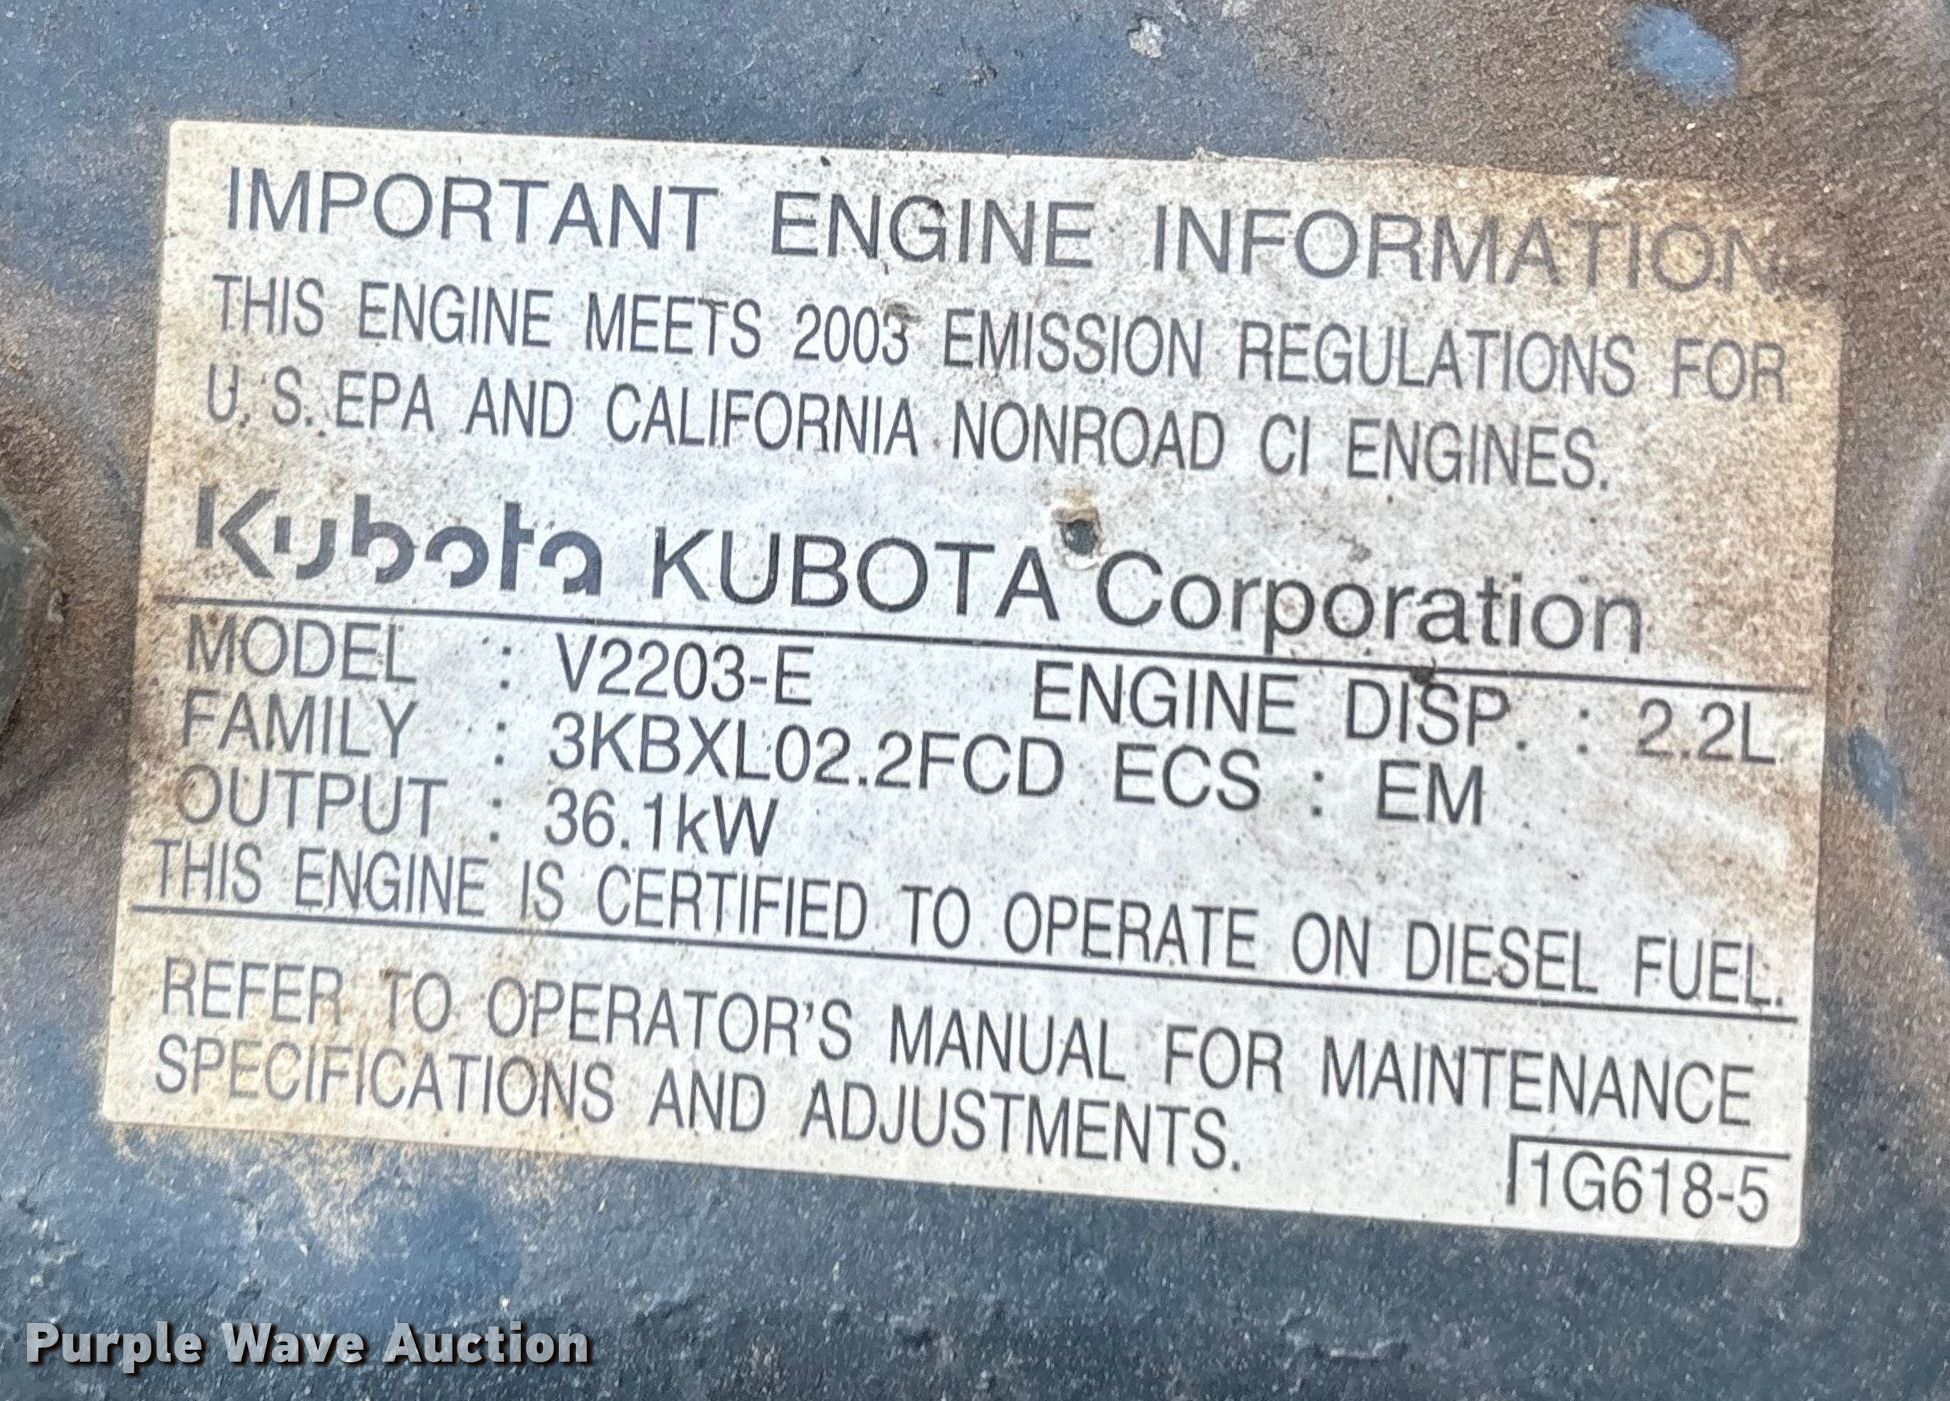 IMPORTANT ENGINE INFORMATION
THIS ENGINE MEETS 2003 EMISSION REGULATIONS FOR
U.S. EPA AND CALIFORNIA NONROAD CI ENGINES.
Kubota KUBOTA Corporation
MODEL : V2203-E ENGINE DISP. : 2.2L
FAMILY : 3KBXL02.2FCD ECS : EM
OUTPUT : 36.1kW
THIS ENGINE IS CERTIFIED TO OPERATE ON DIESEL FUEL.
REFER TO OPERATOR'S MANUAL FOR MAINTENANCE
SPECIFICATIONS AND ADJUSTMENTS.
1G618-5
Purple Wave Auction